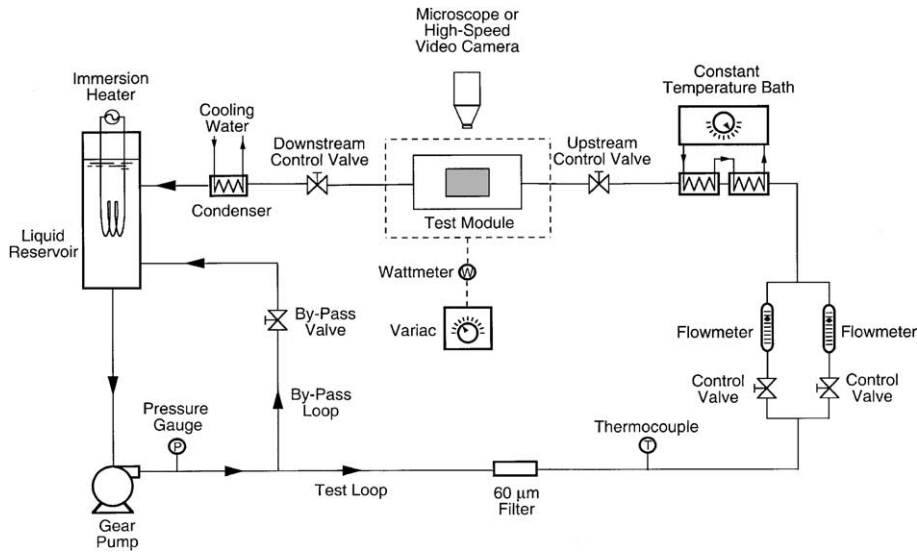 Microscope or
High-Speed
Video Camera
Immersion
Heater
Cooling
Water
Downstream
Control Valve
Upstream
Control Valve
Constant
Temperature Bath
Condenser
Test Module
Liquid
Reservoir
Wattmeter
W
Variac
By-Pass
Valve
By-Pass
Loop
Flowmeter
Flowmeter
Control
Valve
Control
Valve
Pressure
Gauge
P
Thermocouple
T
Test Loop
60 μm
Filter
Gear
Pump